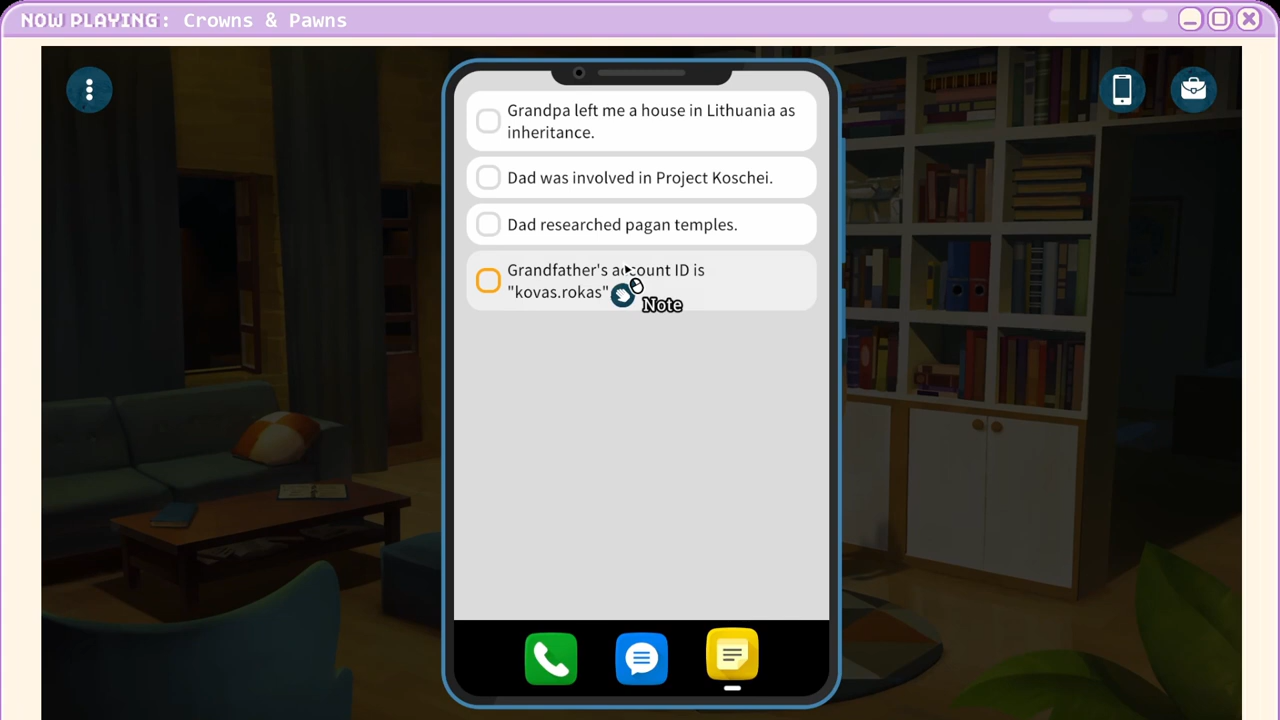 NOW PLAYING: Crowns & Pawns
Grandpa left me a house in Lithuania as
inheritance.
Dad was involved in Project Koschei.
Dad researched pagan temples.
Grandfather's account ID is
"kovas.rokas"
Note